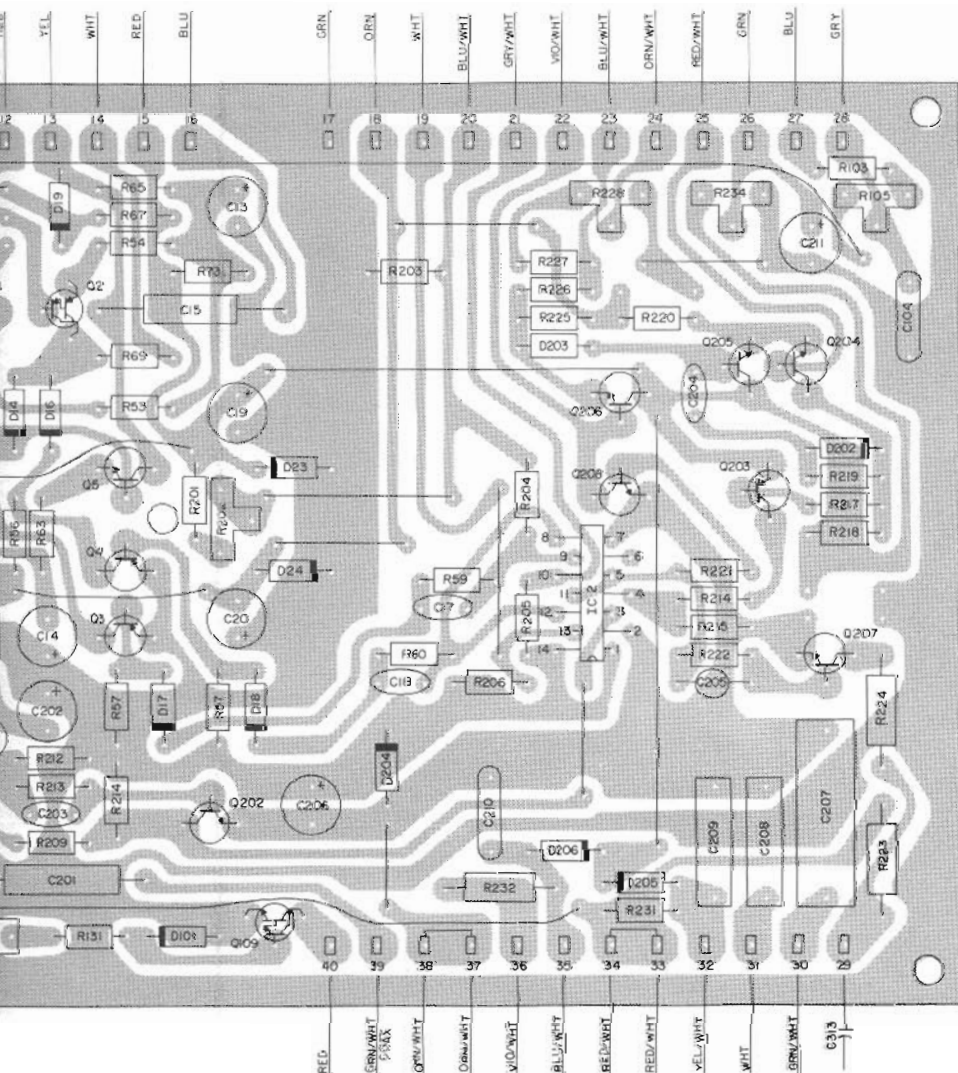 YEL
WHT
RED
BLU
GRN
ORN
WHT
BLU/WHT
GRY/WHT
VIO/WHT
BLU/WHT
ORN/WHT
RED/WHT
GRN
BLU
GRY
12 13 14 5 16 17 18 19 20 21 22 23 24 25 26 27 28
R103
D19 R65 C13 R228 R234 R105
R67
R54 C211
R73 R203 R227
Q2 R226
C15 R225 R220 C104
D203 Q205 Q204
R69
D14 D16 R53 C19 Q206 C204
D202
Q5 D23 Q208 Q203 R219
R201 R204 R217
R56 R63 R218
8 7
9 6
Q4 D24 R59 10 5 R221
IC 2
11 4 R214
C17 R205 12 3
C14 Q3 C20 13 2 R215
R60 14 1 R222 Q207
C118 R206 C205
C202 R57 D17 R67 D18 R224
R212 D204
R213 R214 C207
C203 Q202 C206 C210 C209 C208
R209 D206 R223
C201 R232 D205
R231
R131 Q109
40 39 38 37 36 35 34 33 32 31 30 29
RED
GRN/WHT
COAX
ORN/WHT
VIO/WHT
BLU/WHT
RED/WHT
RED/WHT
YEL/WHT
WHT
GRN/WHT
C313